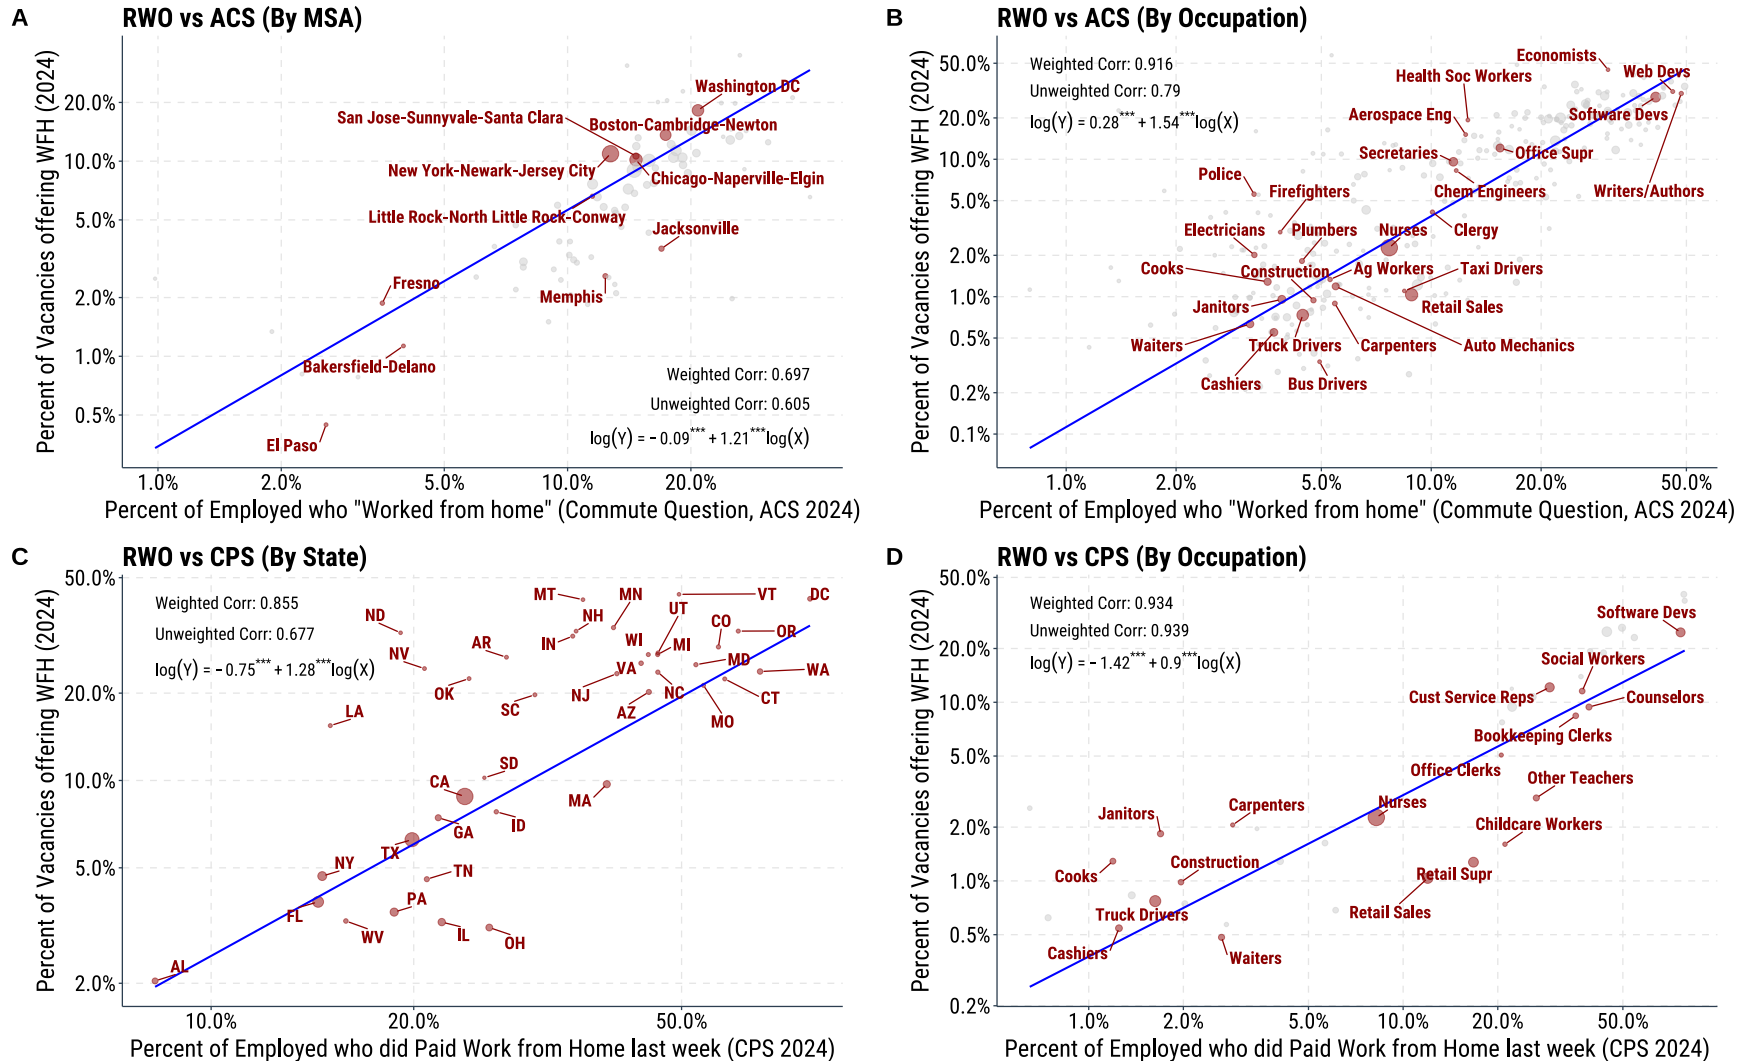 A
RWO vs ACS (By MSA)
Percent of Vacancies offering WFH (2024)
20.0%
10.0%
5.0%
2.0%
1.0%
0.5%
Washington DC
San Jose-Sunnyvale-Santa Clara
Boston-Cambridge-Newton
New York-Newark-Jersey City
Chicago-Naperville-Elgin
Little Rock-North Little Rock-Conway
Jacksonville
Fresno
Memphis
Bakersfield-Delano
El Paso
Weighted Corr: 0.697
Unweighted Corr: 0.605
log(Y) = −0.09*** + 1.21***log(X)
1.0% 2.0% 5.0% 10.0% 20.0%
Percent of Employed who "Worked from home" (Commute Question, ACS 2024)
B
RWO vs ACS (By Occupation)
Percent of Vacancies offering WFH (2024)
50.0%
20.0%
10.0%
5.0%
2.0%
1.0%
0.5%
0.2%
0.1%
Weighted Corr: 0.916
Unweighted Corr: 0.79
log(Y) = 0.28*** + 1.54***log(X)
Economists
Web Devs
Health Soc Workers
Aerospace Eng
Software Devs
Secretaries
Office Supr
Police
Firefighters
Chem Engineers
Writers/Authors
Electricians
Plumbers
Nurses
Clergy
Cooks
Construction
Ag Workers
Taxi Drivers
Janitors
Retail Sales
Waiters
Truck Drivers
Carpenters
Auto Mechanics
Cashiers
Bus Drivers
1.0% 2.0% 5.0% 10.0% 20.0% 50.0%
Percent of Employed who "Worked from home" (Commute Question, ACS 2024)
C
RWO vs CPS (By State)
Percent of Vacancies offering WFH (2024)
50.0%
20.0%
10.0%
5.0%
2.0%
Weighted Corr: 0.855
Unweighted Corr: 0.677
log(Y) = −0.75*** + 1.28***log(X)
MT
MN
VT
DC
ND
NH
UT
CO
OR
AR
IN
WI
MI
NV
VA
MD
WA
OK
NJ
NC
CT
LA
SC
AZ
MO
SD
CA
MA
GA
ID
TX
NY
TN
PA
FL
WV
IL
OH
AL
10.0% 20.0% 50.0%
Percent of Employed who did Paid Work from Home last week (CPS 2024)
D
RWO vs CPS (By Occupation)
Percent of Vacancies offering WFH (2024)
50.0%
20.0%
10.0%
5.0%
2.0%
1.0%
0.5%
0.2%
Weighted Corr: 0.934
Unweighted Corr: 0.939
log(Y) = −1.42*** + 0.9***log(X)
Software Devs
Social Workers
Cust Service Reps
Counselors
Bookkeeping Clerks
Office Clerks
Other Teachers
Nurses
Carpenters
Janitors
Childcare Workers
Construction
Cooks
Retail Supr
Truck Drivers
Retail Sales
Cashiers
Waiters
1.0% 2.0% 5.0% 10.0% 20.0% 50.0%
Percent of Employed who did Paid Work from Home last week (CPS 2024)